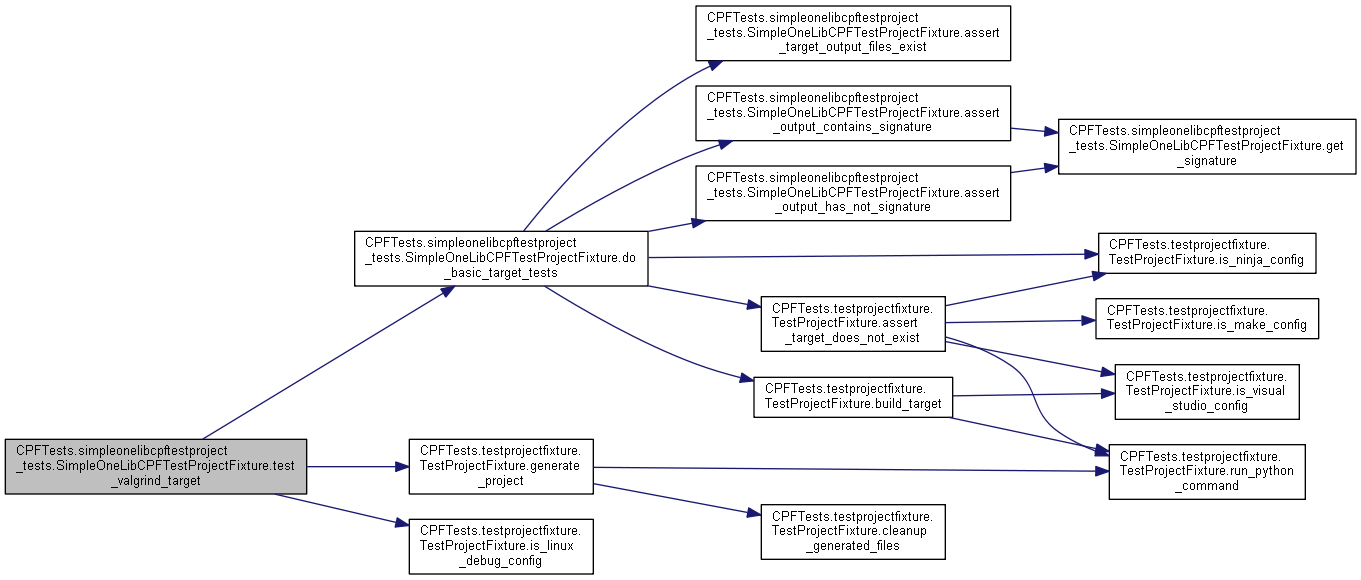 CPFTests.simpleonelibcpftestproject
_tests.SimpleOneLibCPFTestProjectFixture.assert
_target_output_files_exist
CPFTests.simpleonelibcpftestproject
_tests.SimpleOneLibCPFTestProjectFixture.assert
_output_contains_signature
CPFTests.simpleonelibcpftestproject
_tests.SimpleOneLibCPFTestProjectFixture.get
_signature
CPFTests.simpleonelibcpftestproject
_tests.SimpleOneLibCPFTestProjectFixture.assert
_output_has_not_signature
CPFTests.simpleonelibcpftestproject
_tests.SimpleOneLibCPFTestProjectFixture.do
_basic_target_tests
CPFTests.testprojectfixture.
TestProjectFixture.is_ninja_config
CPFTests.testprojectfixture.
TestProjectFixture.assert
_target_does_not_exist
CPFTests.testprojectfixture.
TestProjectFixture.is_make_config
CPFTests.testprojectfixture.
TestProjectFixture.build_target
CPFTests.testprojectfixture.
TestProjectFixture.is_visual
_studio_config
CPFTests.simpleonelibcpftestproject
_tests.SimpleOneLibCPFTestProjectFixture.test
_valgrind_target
CPFTests.testprojectfixture.
TestProjectFixture.generate
_project
CPFTests.testprojectfixture.
TestProjectFixture.run_python
_command
CPFTests.testprojectfixture.
TestProjectFixture.cleanup
_generated_files
CPFTests.testprojectfixture.
TestProjectFixture.is_linux
_debug_config